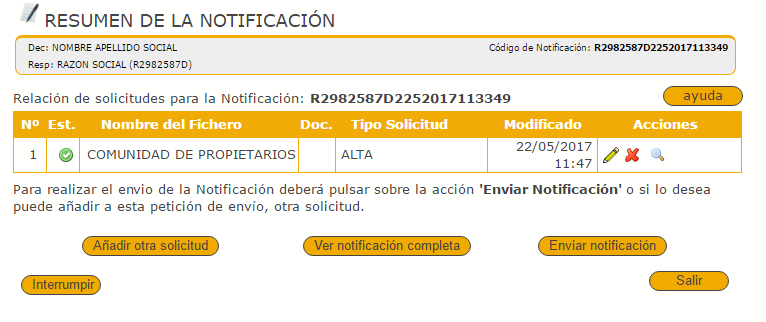 RESUMEN DE LA NOTIFICACIÓN
Dec: NOMBRE APELLIDO SOCIAL Código de Notificación: R2982587D2252017113349
Resp: RAZON SOCIAL (R2982587D)
Relación de solicitudes para la Notificación: R2982587D2252017113349 ayuda
Nº Est. Nombre del Fichero Doc. Tipo Solicitud Modificado Acciones
1 COMUNIDAD DE PROPIETARIOS ALTA 22/05/2017
11:47
Para realizar el envio de la Notificación deberá pulsar sobre la acción 'Enviar Notificación' o si lo desea
puede añadir a esta petición de envío, otra solicitud.
Añadir otra solicitud Ver notificación completa Enviar notificación
Interrumpir Salir